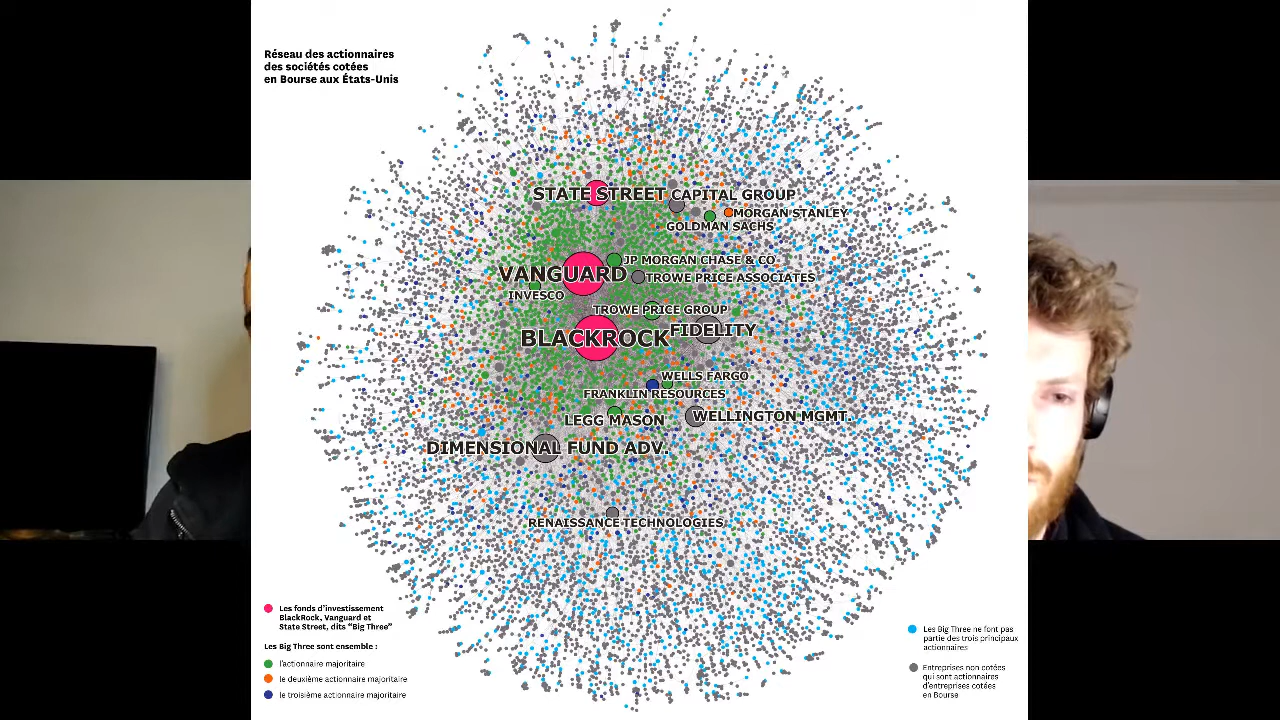 Réseau des actionnaires
des sociétés cotées
en Bourse aux États-Unis
STATE STREET
CAPITAL GROUP
MORGAN STANLEY
GOLDMAN SACHS
JP MORGAN CHASE & CO
VANGUARD
TROWE PRICE ASSOCIATES
INVESCO
TROWE PRICE GROUP
FIDELITY
BLACKROCK
WELLS FARGO
FRANKLIN RESOURCES
WELLINGTON MGMT.
LEGG MASON
DIMENSIONAL FUND ADV.
RENAISSANCE TECHNOLOGIES
Les fonds d'investissement
BlackRock, Vanguard et
State Street, dits “Big Three”
Les Big Three sont ensemble :
l'actionnaire majoritaire
le deuxième actionnaire majoritaire
le troisième actionnaire majoritaire
Les Big Three ne font pas
partie des trois principaux
actionnaires
Entreprises non cotées
qui sont actionnaires
d'entreprises cotées
en Bourse